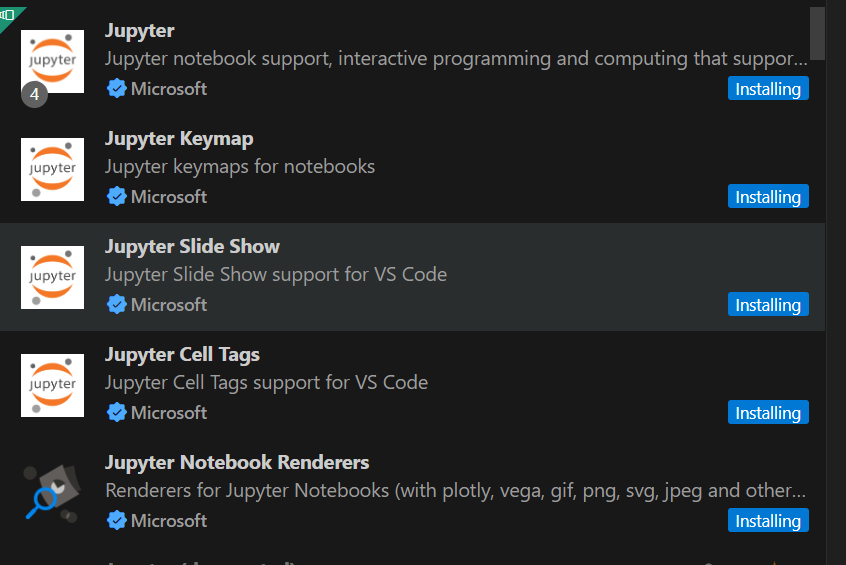 Jupyter
Jupyter notebook support, interactive programming and computing that suppor...
Microsoft
Installing
jupyter
4
Jupyter Keymap
Jupyter keymaps for notebooks
Microsoft
Installing
jupyter
Jupyter Slide Show
Jupyter Slide Show support for VS Code
Microsoft
Installing
jupyter
Jupyter Cell Tags
Jupyter Cell Tags support for VS Code
Microsoft
Installing
jupyter
Jupyter Notebook Renderers
Renderers for Jupyter Notebooks (with plotly, vega, gif, png, svg, jpeg and other...
Microsoft
Installing